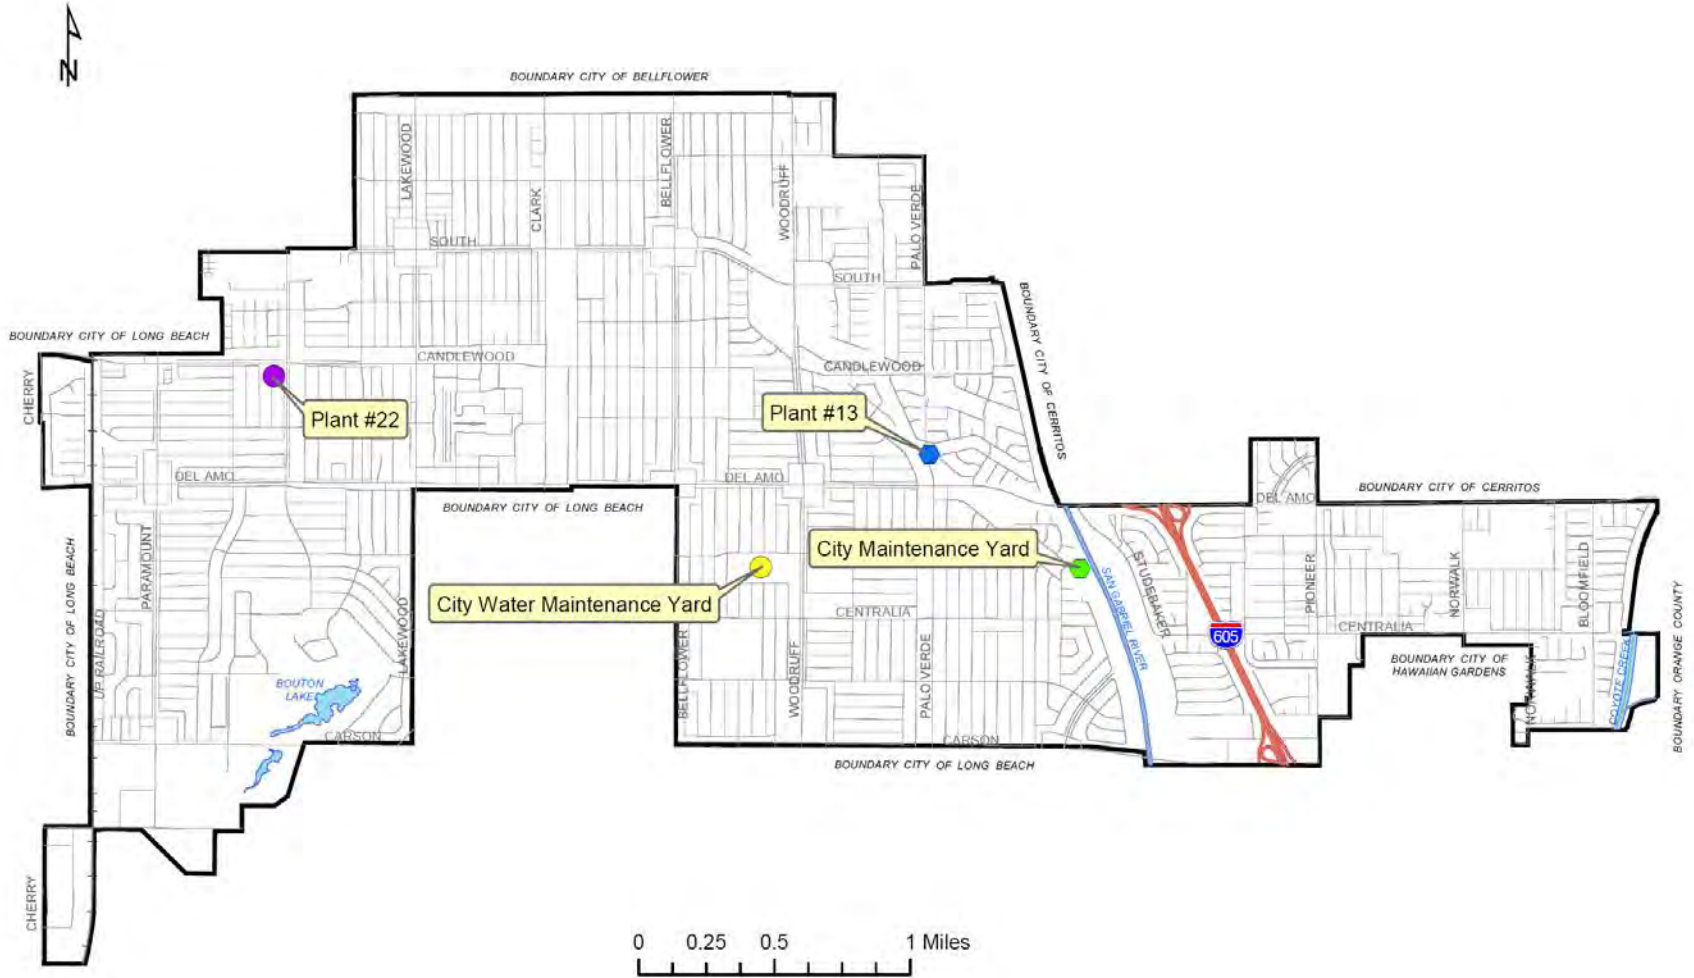 N
BOUNDARY CITY OF BELLFLOWER
LAKEWOOD
BELLFLOWER
CLARK
WOODRUFF
PALO VERDE
SOUTH
SOUTH
BOUNDARY CITY OF CERRITOS
BOUNDARY CITY OF LONG BEACH
CANDLEWOOD
CANDLEWOOD
CHERRY
Plant #22
Plant #13
DEL AMO
DEL AMO
BOUNDARY CITY OF LONG BEACH
BOUNDARY CITY OF CERRITOS
DEL AMO
PARAMOUNT
BOUNDARY CITY OF LONG BEACH
City Maintenance Yard
City Water Maintenance Yard
CENTRALIA
SAN GABRIEL RIVER
STUDEBAKER
PIONEER
NORWALK
BLOOMFIELD
605
CENTRALIA
UP RAILROAD
LAKEWOOD
BELLFLOWER
WOODRUFF
PALO VERDE
BOUNDARY CITY OF
HAWAIIAN GARDENS
NORWALK
COYOTE CREEK
BOUNDARY ORANGE COUNTY
BOUTON
LAKE
CARSON
CARSON
BOUNDARY CITY OF LONG BEACH
CHERRY
0 0.25 0.5 1 Miles